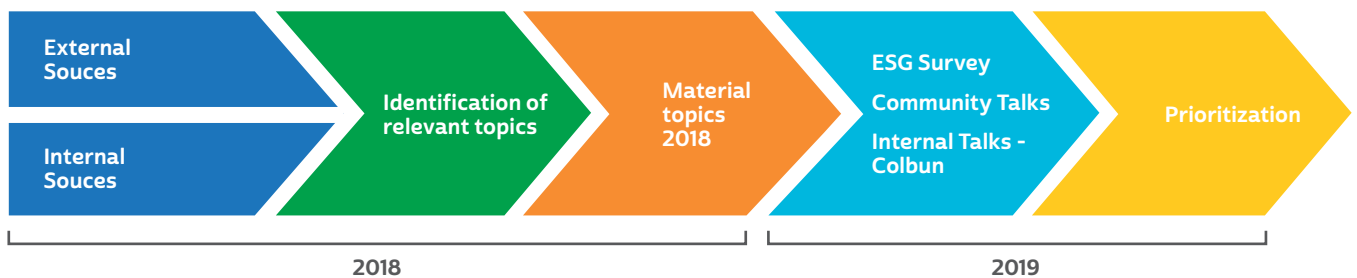 External
Souces
Internal
Souces
Identification of
relevant topics
Material
topics
2018
ESG Survey
Community Talks
Internal Talks -
Colbun
Prioritization
2018
2019